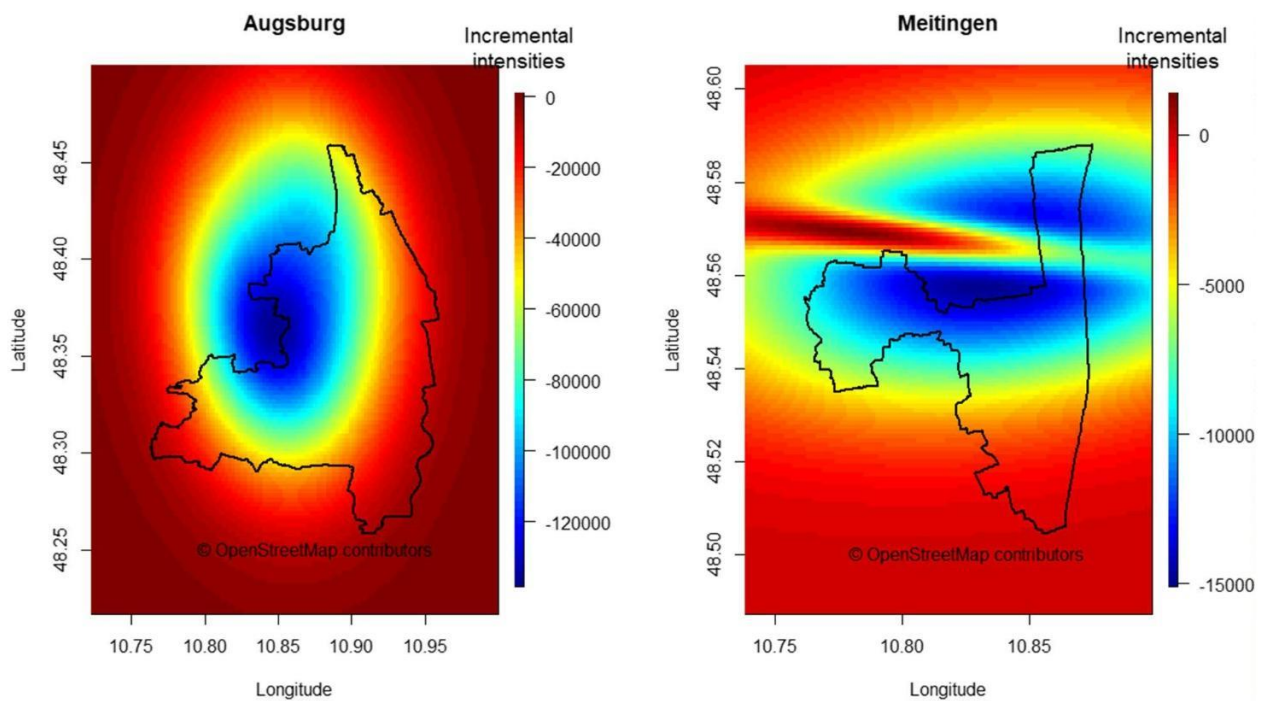 Augsburg
Incremental
intensities
0
-20000
-40000
-60000
-80000
-100000
-120000
48.45
48.40
48.35
48.30
48.25
Latitude
© OpenStreetMap contributors
10.75 10.80 10.85 10.90 10.95
Longitude
Meitingen
Incremental
intensities
0
-5000
-10000
-15000
48.60
48.58
48.56
48.54
48.52
48.50
Latitude
© OpenStreetMap contributors
10.75 10.80 10.85
Longitude